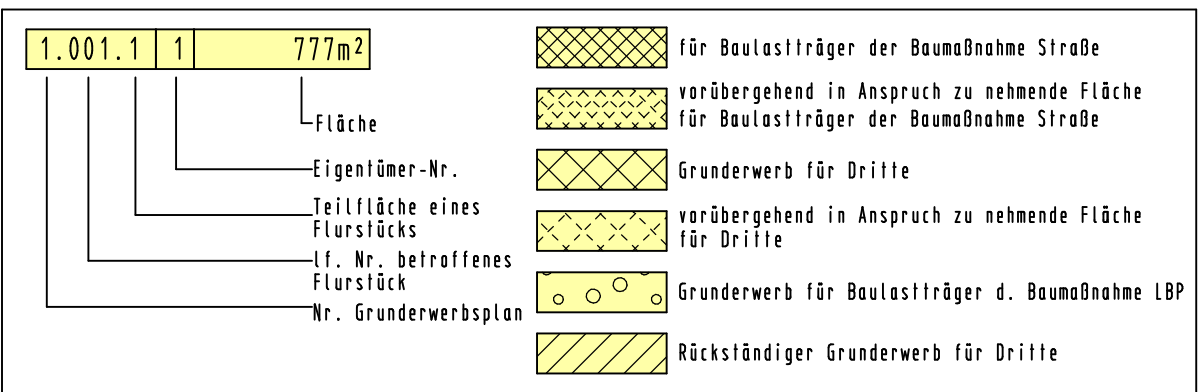 1.001.1 1 777m²
Fläche
Eigentümer-Nr.
Teilfläche eines
Flurstücks
lf. Nr. betroffenes
Flurstück
Nr. Grunderwerbsplan
für Baulastträger der Baumaßnahme Straße
vorübergehend in Anspruch zu nehmende Fläche
für Baulastträger der Baumaßnahme Straße
Grunderwerb für Dritte
vorübergehend in Anspruch zu nehmende Fläche
für Dritte
Grunderwerb für Baulastträger d. Baumaßnahme LBP
Rückständiger Grunderwerb für Dritte